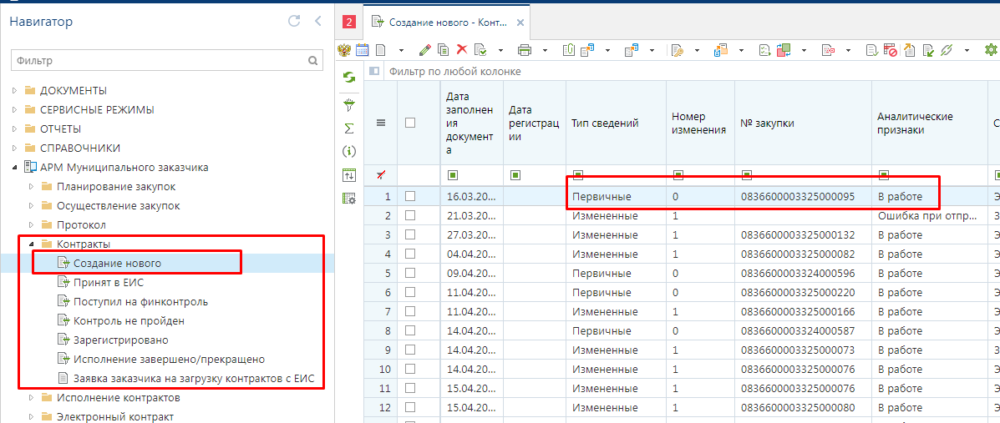 Навигатор
2
Создание нового - Конт...
Фильтр
Фильтр по любой колонке
ДОКУМЕНТЫ
СЕРВИСНЫЕ РЕЖИМЫ
ОТЧЕТЫ
СПРАВОЧНИКИ
АРМ Муниципального заказчика
Планирование закупок
Осуществление закупок
Протокол
Контракты
Создание нового
Принят в ЕИС
Поступил на финконтроль
Контроль не пройден
Зарегистрировано
Исполнение завершено/прекращено
Заявка заказчика на загрузку контрактов с ЕИС
Исполнение контрактов
Электронный контракт
Дата
заполнен
ия
документ
а
Дата
регистрац
ии
Тип сведений
Номер
изменения
№ закупки
Аналитические
признаки
С
1 16.03.20... Первичные 0 0836600003325000095 В работе Э
2 21.03.20... Измененные 1 Ошибка при отпр... З
3 27.03.20... Измененные 1 0836600003325000132 В работе Э
4 04.04.20... Измененные 1 0836600003325000082 В работе Э
5 09.04.20... Первичные 0 0836600003324000596 В работе Э
6 11.04.20... Первичные 0 0836600003325000220 В работе Э
7 11.04.20... Измененные 1 0836600003325000166 В работе Э
8 14.04.20... Первичные 0 0836600003324000587 В работе Э
9 14.04.20... Измененные 1 0836600003325000073 В работе Э
10 14.04.20... Измененные 1 0836600003325000076 В работе Э
11 15.04.20... Измененные 1 0836600003325000076 В работе Э
12 15.04.20... Измененные 1 0836600003325000080 В работе Э